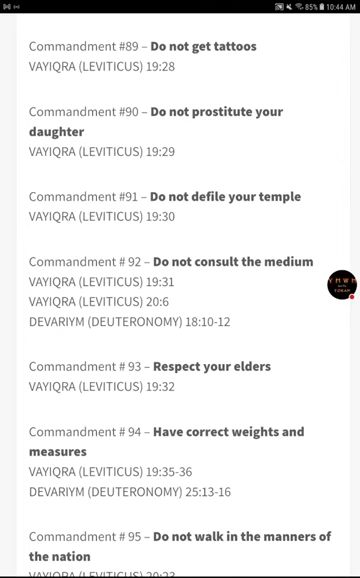 85% 10:44 AM
Commandment #89 – Do not get tattoos
VAYIQRA (LEVITICUS) 19:28
Commandment #90 – Do not prostitute your
daughter
VAYIQRA (LEVITICUS) 19:29
Commandment #91 – Do not defile your temple
VAYIQRA (LEVITICUS) 19:30
Commandment # 92 – Do not consult the medium
VAYIQRA (LEVITICUS) 19:31
VAYIQRA (LEVITICUS) 20:6
DEVARIYM (DEUTERONOMY) 18:10-12
Commandment # 93 – Respect your elders
VAYIQRA (LEVITICUS) 19:32
Commandment # 94 – Have correct weights and
measures
VAYIQRA (LEVITICUS) 19:35-36
DEVARIYM (DEUTERONOMY) 25:13-16
Commandment # 95 – Do not walk in the manners of
the nation
VAYIQRA (LEVITICUS) 20:23